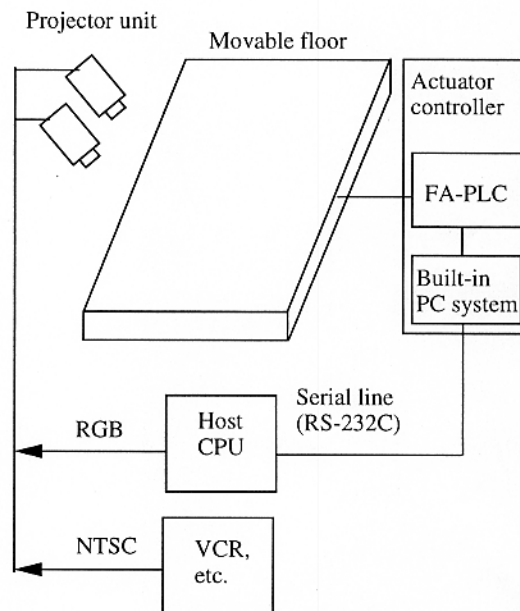 Projector unit
Movable floor
Actuator
controller
FA-PLC
Built-in
PC system
Serial line
(RS-232C)
RGB
Host
CPU
NTSC
VCR,
etc.